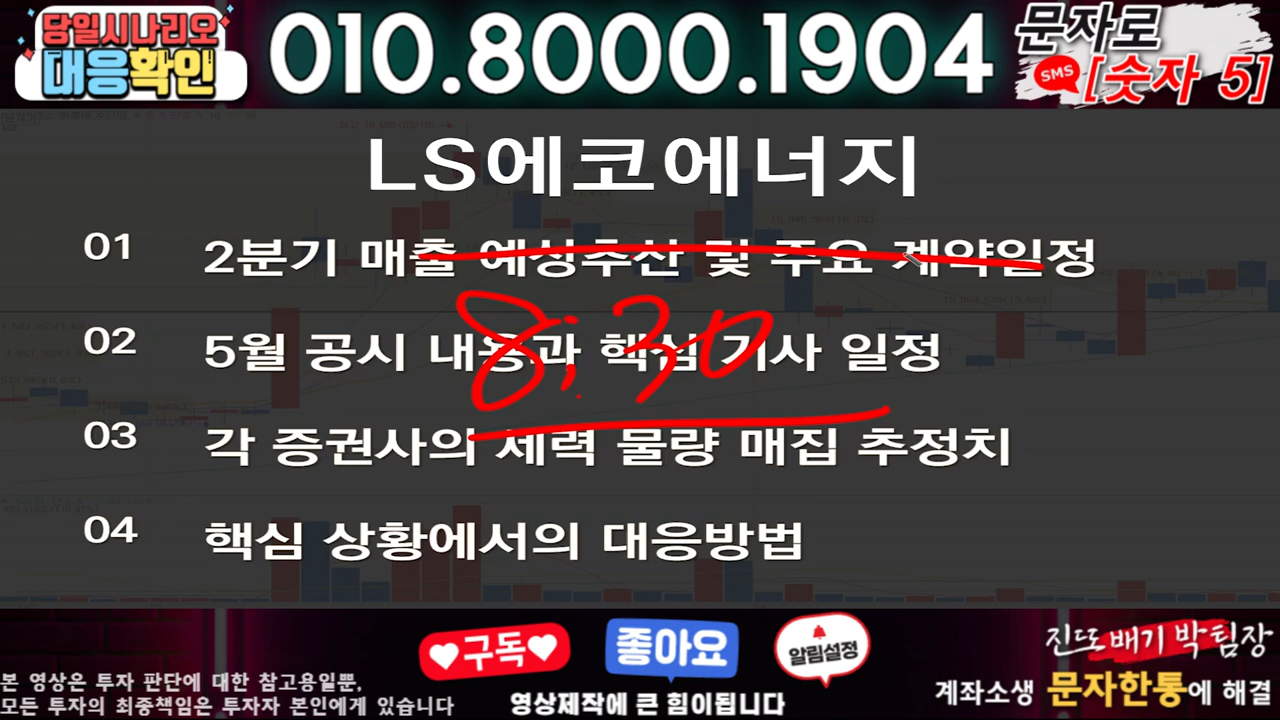 당일시나리오
대응확인
010.8000.1904
문자로
SMS
[숫자 5]
LS에코에너지
01 2분기 매출 예상추산 및 주요 계약일정
02 5월 공시 내용과 핵심 기사 일정
8:30
03 각 증권사의 세력 물량 매집 추정치
04 핵심 상황에서의 대응방법
구독
좋아요
알림설정
영상제작에 큰 힘이됩니다
본 영상은 투자 판단에 대한 참고용일뿐,
모든 투자의 최종책임은 투자자 본인에게 있습니다
진또배기 박팀장
계좌소생 문자한통에 해결